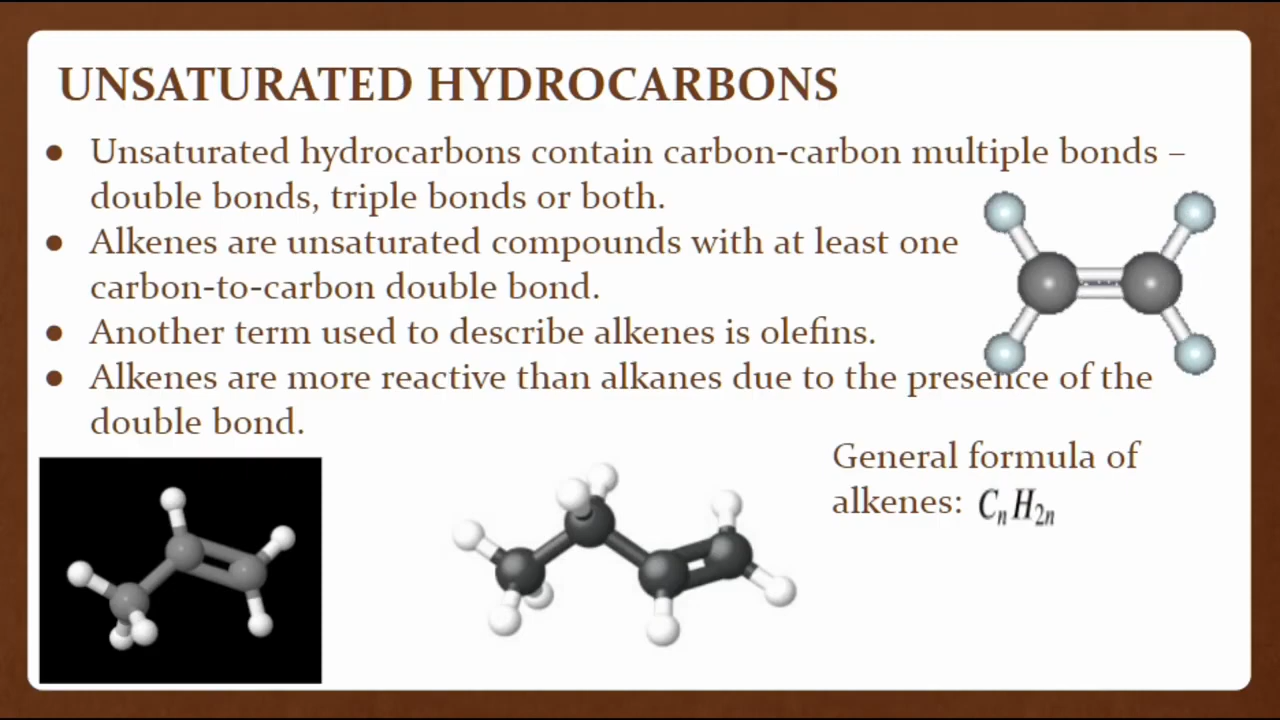 UNSATURATED HYDROCARBONS
● Unsaturated hydrocarbons contain carbon-carbon multiple bonds –
double bonds, triple bonds or both.
● Alkenes are unsaturated compounds with at least one
carbon-to-carbon double bond.
● Another term used to describe alkenes is olefins.
● Alkenes are more reactive than alkanes due to the presence of the
double bond.
General formula of
alkenes: CₙH₂ₙ